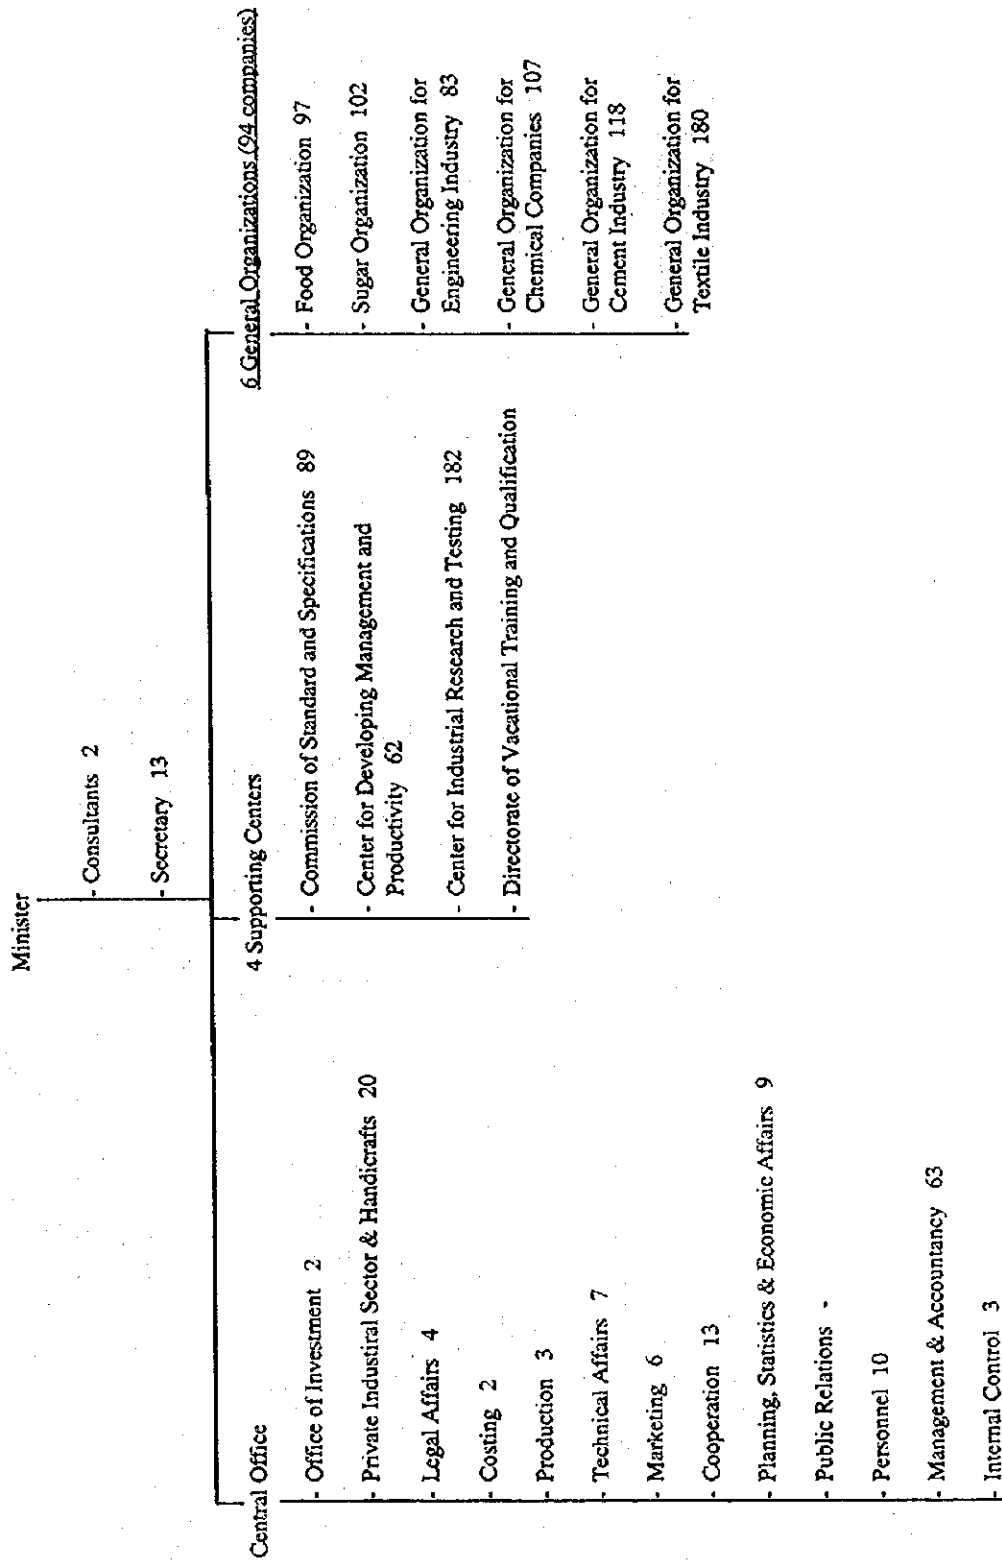 Minister
- Consultants 2
- Secretary 13
Central Office
- Office of Investment 2
- Private Industiral Sector & Handicrafts 20
- Legal Affairs 4
- Costing 2
- Production 3
- Technical Affairs 7
- Marketing 6
- Cooperation 13
- Planning, Statistics & Economic Affairs 9
- Public Relations -
- Personnel 10
- Management & Accountancy 63
- Internal Control 3
4 Supporting Centers
- Commission of Standard and Specifications 89
- Center for Developing Management and
Productivity 62
- Center for Industrial Research and Testing 182
- Directorate of Vacational Training and Qualification
6 General Organizations (94 companies)
- Food Organization 97
- Sugar Organization 102
- General Organization for
Engineering Industry 83
- General Organization for
Chemical Companies 107
- General Organization for
Cement Industry 118
- General Organization for
Textile Industry 180